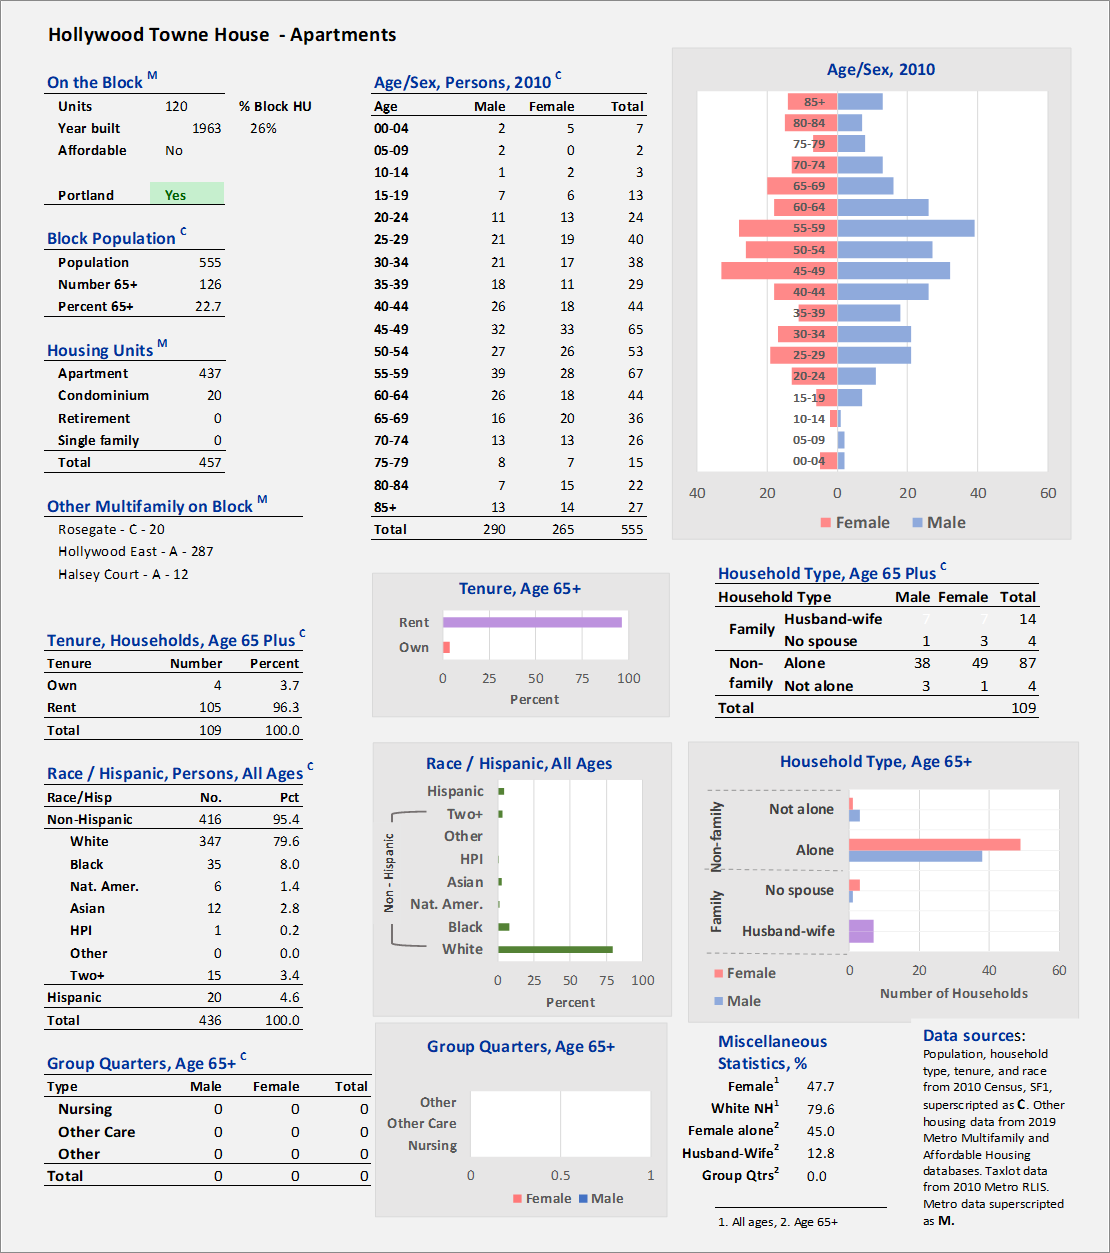 Hollywood Towne House - Apartments
On the Block M
Units 120 % Block HU
Year built 1963 26%
Affordable No
Portland Yes
Block Population C
Population 555
Number 65+ 126
Percent 65+ 22.7
Housing Units M
Apartment 437
Condominium 20
Retirement 0
Single family 0
Total 457
Other Multifamily on Block M
Rosegate - C - 20
Hollywood East - A - 287
Halsey Court - A - 12
Age/Sex, Persons, 2010 C
Age Male Female Total
00-04 2 5 7
05-09 2 0 2
10-14 1 2 3
15-19 7 6 13
20-24 11 13 24
25-29 21 19 40
30-34 21 17 38
35-39 18 11 29
40-44 26 18 44
45-49 32 33 65
50-54 27 26 53
55-59 39 28 67
60-64 26 18 44
65-69 16 20 36
70-74 13 13 26
75-79 8 7 15
80-84 7 15 22
85+ 13 14 27
Total 290 265 555
Age/Sex, 2010
85+
80-84
75-79
70-74
65-69
60-64
55-59
50-54
45-49
40-44
35-39
30-34
25-29
20-24
15-19
10-14
05-09
00-04
40 20 0 20 40 60
Female Male
Tenure, Households, Age 65 Plus C
Tenure Number Percent
Own 4 3.7
Rent 105 96.3
Total 109 100.0
Tenure, Age 65+
Rent
Own
0 25 50 75 100
Percent
Household Type, Age 65 Plus C
Household Type Male Female Total
Family Husband-wife 7 7 14
No spouse 1 3 4
Non-family Alone 38 49 87
Not alone 3 1 4
Total 109
Race / Hispanic, Persons, All Ages C
Race/Hisp No. Pct
Non-Hispanic 416 95.4
White 347 79.6
Black 35 8.0
Nat. Amer. 6 1.4
Asian 12 2.8
HPI 1 0.2
Other 0 0.0
Two+ 15 3.4
Hispanic 20 4.6
Total 436 100.0
Race / Hispanic, All Ages
Hispanic
Two+
Other
HPI
Asian
Nat. Amer.
Black
White
Non - Hispanic
0 25 50 75 100
Percent
Household Type, Age 65+
Non-family
Not alone
Alone
Family
No spouse
Husband-wife
0 20 40 60
Number of Households
Female
Male
Group Quarters, Age 65+ C
Type Male Female Total
Nursing 0 0 0
Other Care 0 0 0
Other 0 0 0
Total 0 0 0
Group Quarters, Age 65+
Other
Other Care
Nursing
0 0.5 1
Female Male
Miscellaneous
Statistics, %
Female1 47.7
White NH1 79.6
Female alone2 45.0
Husband-Wife2 12.8
Group Qtrs2 0.0
1. All ages, 2. Age 65+
Data sources:
Population, household
type, tenure, and race
from 2010 Census, SF1,
superscripted as C. Other
housing data from 2019
Metro Multifamily and
Affordable Housing
databases. Taxlot data
from 2010 Metro RLIS.
Metro data superscripted
as M.